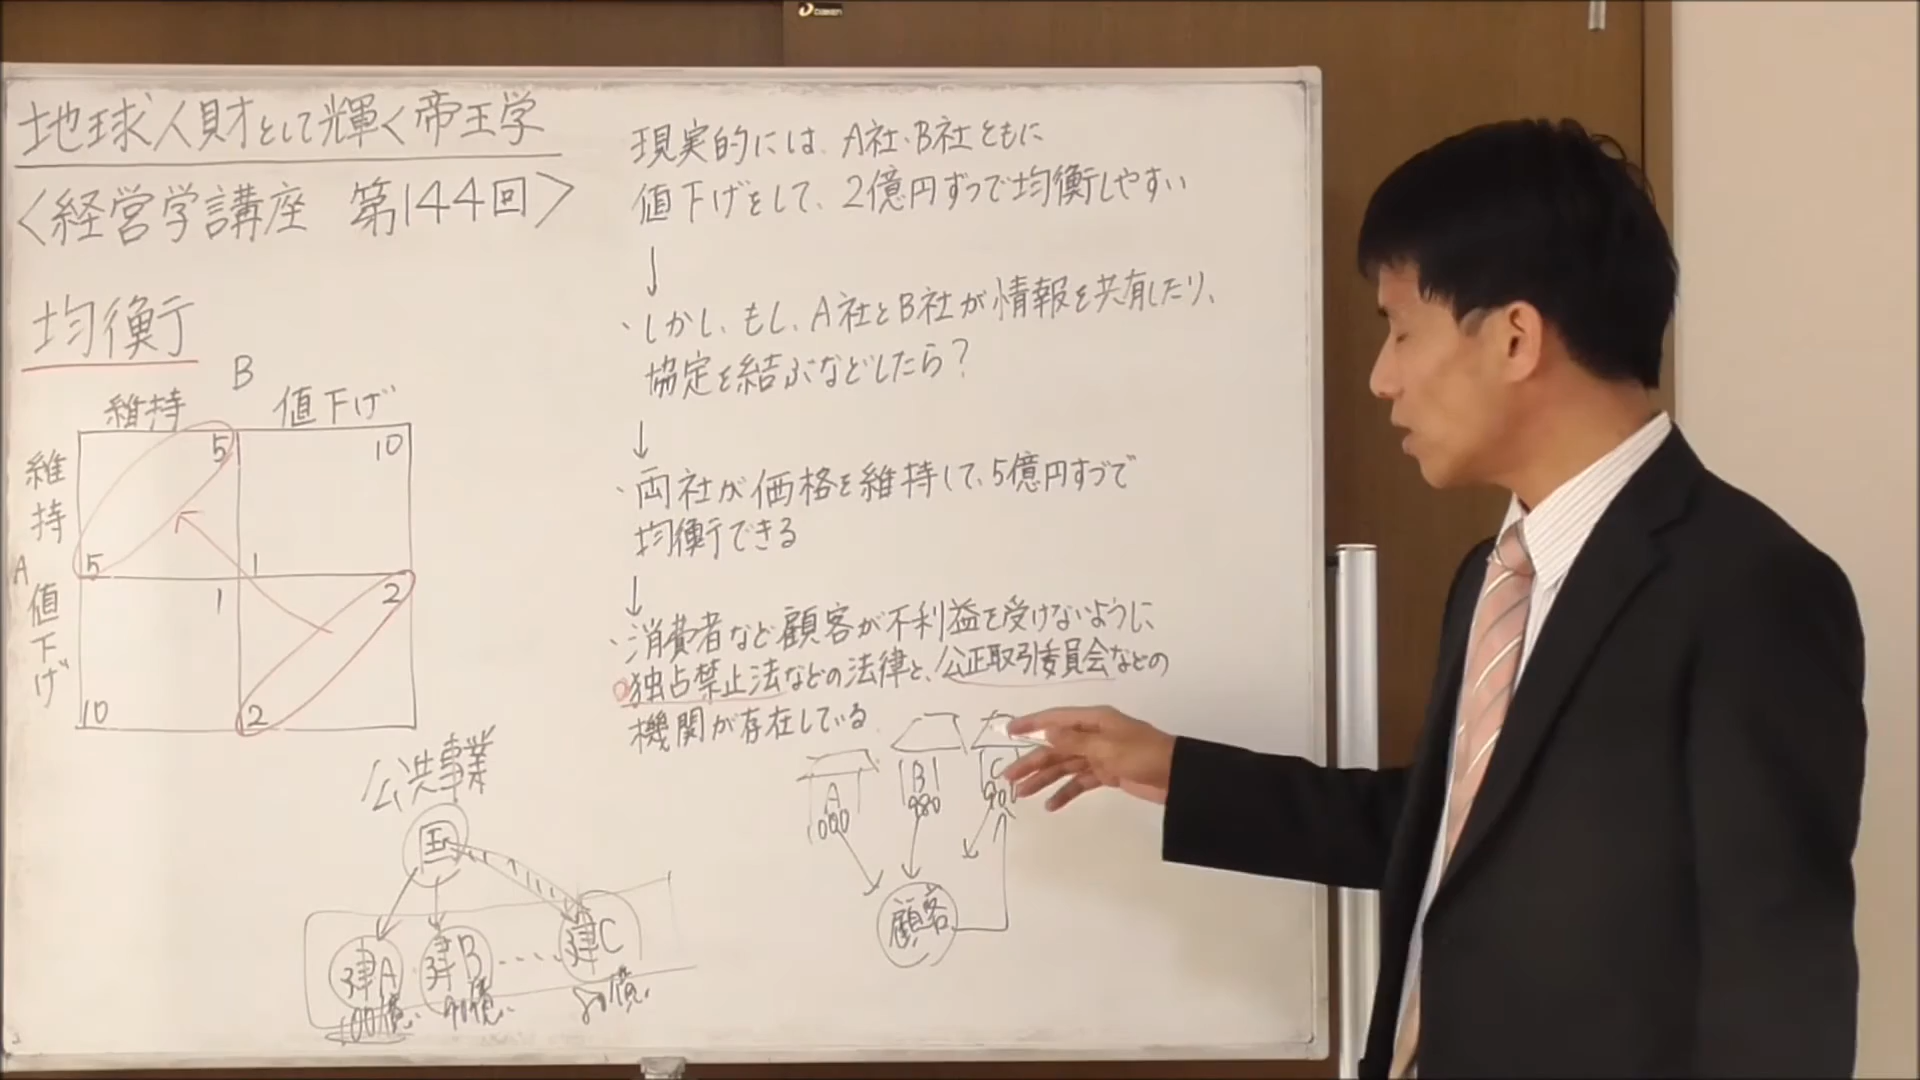 DAIKEN
地球人財として輝く帝王学
<経営学講座 第144回>
均衡
B
維持 値下げ
維持
A
値下げ
5 10
5 1
1 2
10 2
現実的には、A社・B社ともに
値下げをして、2億円ずつで均衡しやすい
↓
・しかし、もし、A社とB社が情報を共有したり、
協定を結ぶなどしたら?
↓
・両社が価格を維持して、5億円ずつで
均衡できる
↓
・消費者など顧客が不利益を受けないように、
独占禁止法などの法律と、公正取引委員会などの
機関が存在している
公共事業
国
建A 建B 建C
100億 90億 80億
A B C
1000 980
顧客